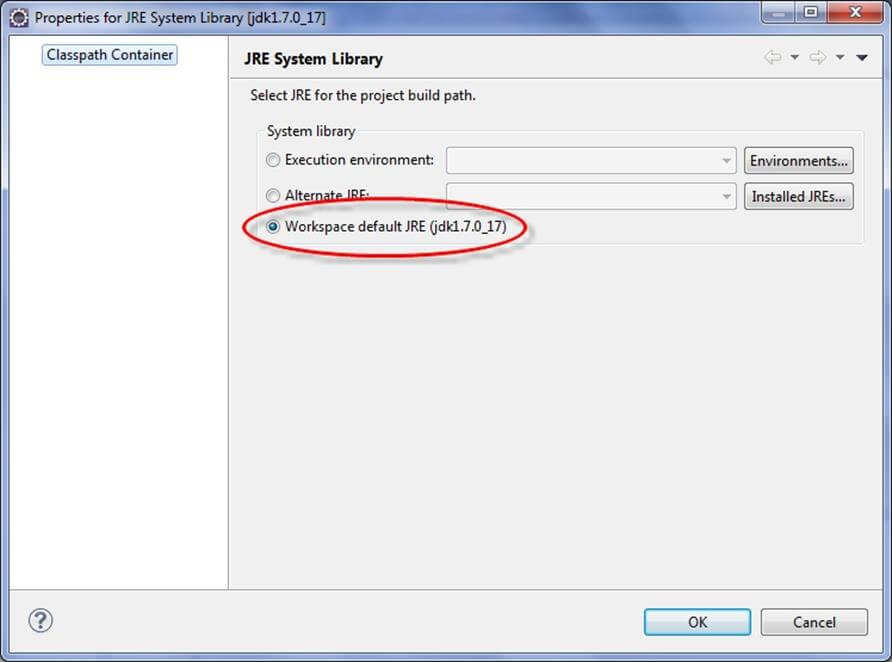 Properties for JRE System Library [jdk1.7.0_17]
Classpath Container
JRE System Library
Select JRE for the project build path.
System library
Execution environment: Environments...
Alternate JRE: Installed JREs...
Workspace default JRE (jdk1.7.0_17)
? OK Cancel